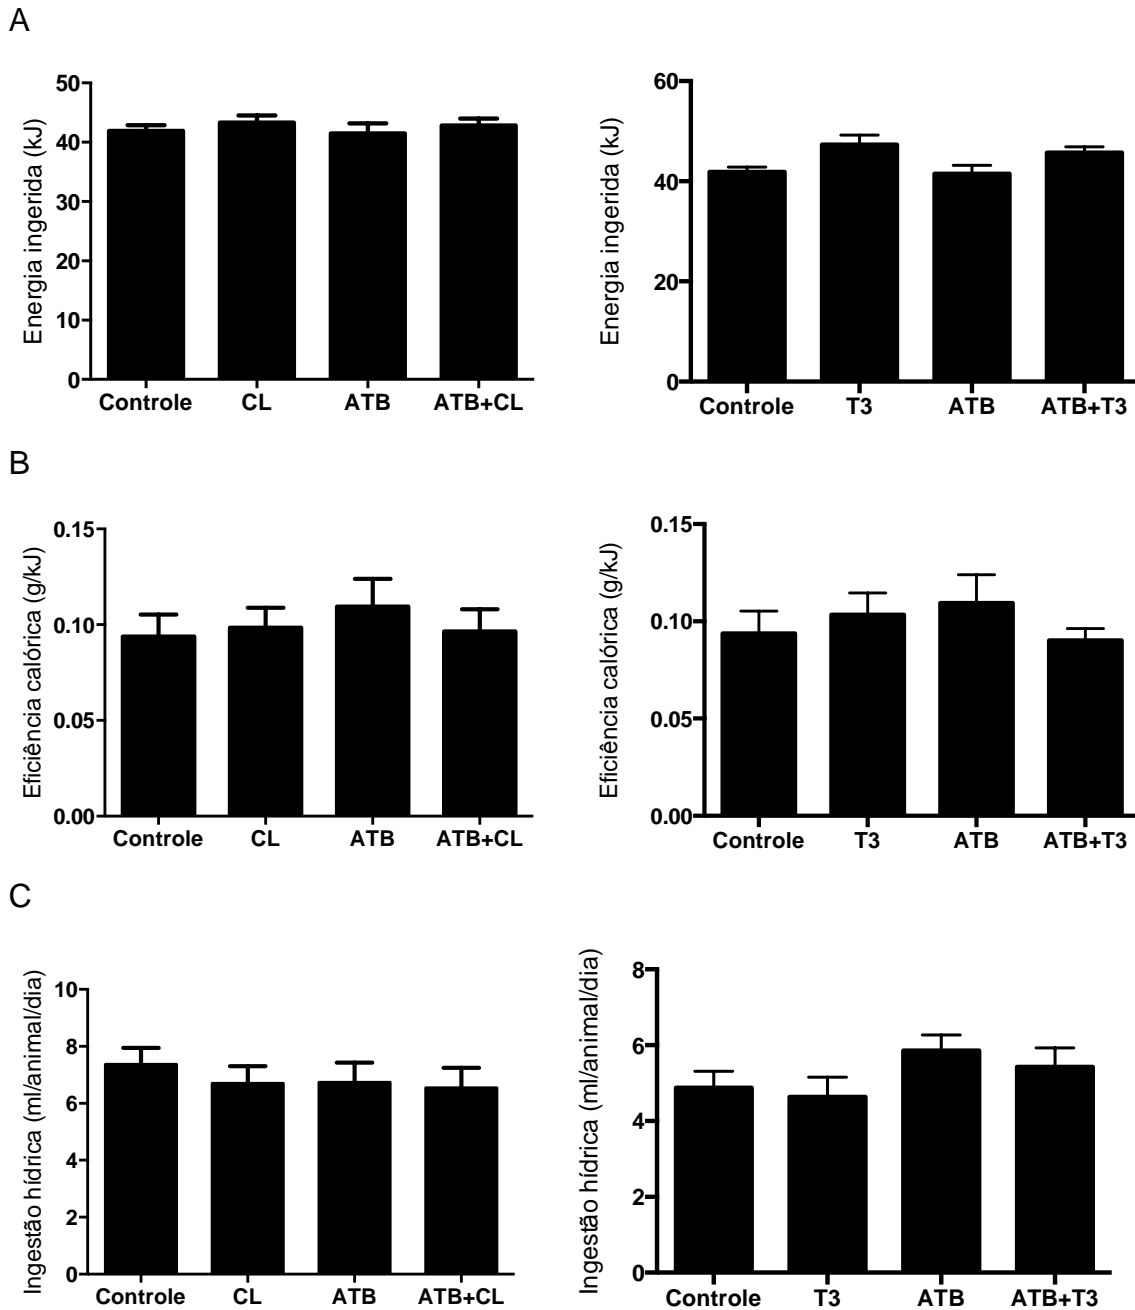 A
Energia ingerida (kJ)
50
40
30
20
10
0
Controle CL ATB ATB+CL
Energia ingerida (kJ)
60
40
20
0
Controle T3 ATB ATB+T3
B
Eficiência calórica (g/kJ)
0.15
0.10
0.05
0.00
Controle CL ATB ATB+CL
Eficiência calórica (g/kJ)
0.15
0.10
0.05
0.00
Controle T3 ATB ATB+T3
C
Ingestão hídrica (ml/animal/dia)
10
8
6
4
2
0
Controle CL ATB ATB+CL
Ingestão hídrica (ml/animal/dia)
8
6
4
2
0
Controle T3 ATB ATB+T3